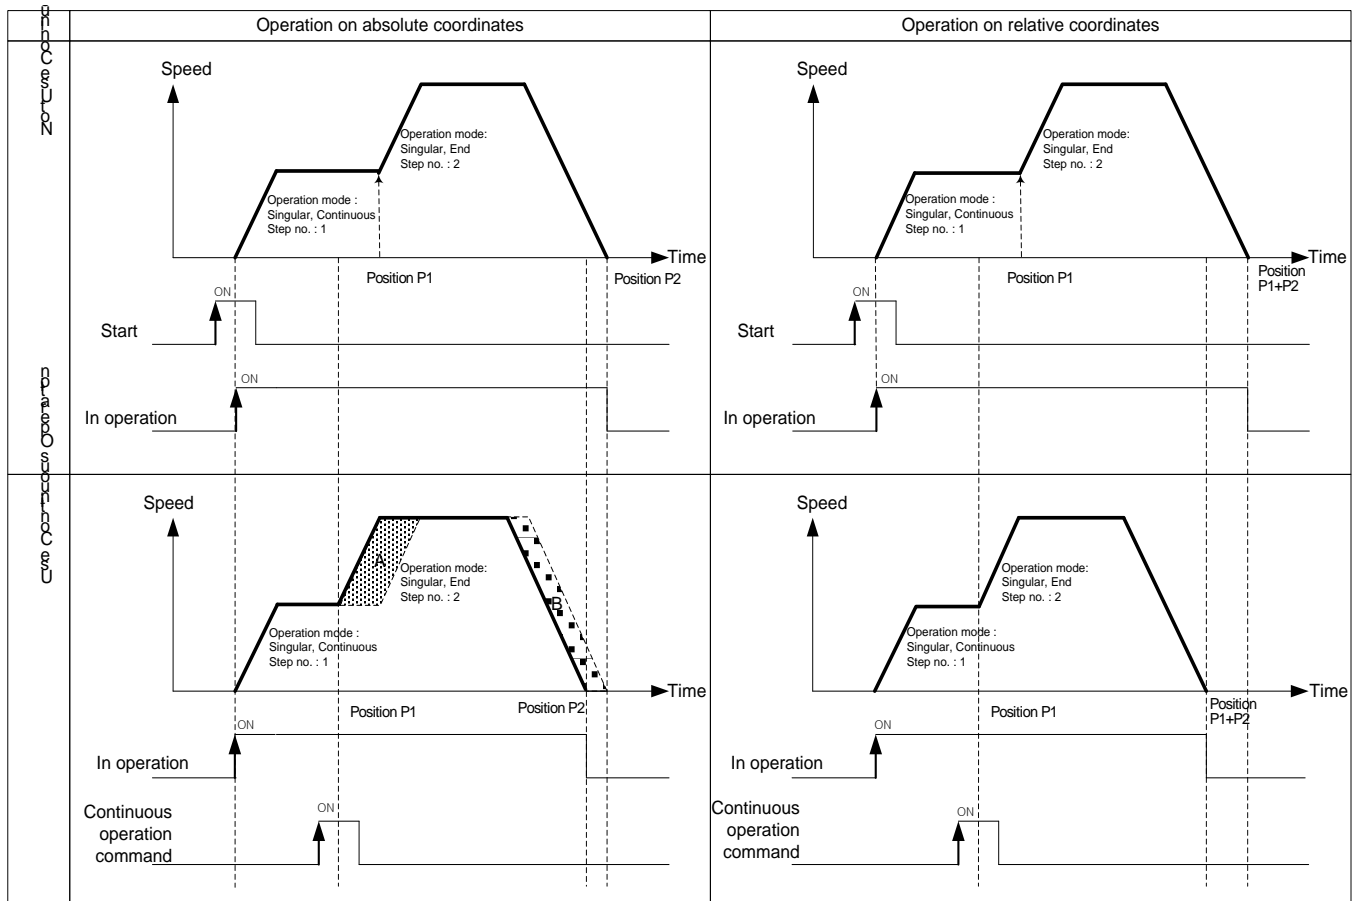 Operation on absolute coordinates
Operation on relative coordinates
Speed
Operation mode:
Singular, End
Step no. : 2
Operation mode :
Singular, Continuous
Step no. : 1
Time
Position P1
Position P2
ON
Start
ON
In operation
Speed
Operation mode:
Singular, End
Step no. : 2
Operation mode :
Singular, Continuous
Step no. : 1
Time
Position P1
Position
P1+P2
ON
Start
ON
In operation
Speed
A
Operation mode:
Singular, End
Step no. : 2
B
Operation mode :
Singular, Continuous
Step no. : 1
Time
Position P1
Position P2
ON
In operation
ON
Continuous
operation
command
Speed
Operation mode:
Singular, End
Step no. : 2
Operation mode :
Singular, Continuous
Step no. : 1
Time
Position P1
Position
P1+P2
ON
In operation
ON
Continuous
operation
command